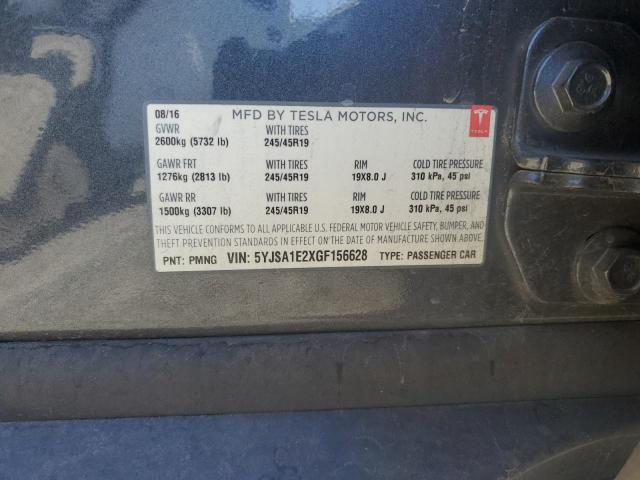 08/16 MFD BY TESLA MOTORS, INC.
GVWR WITH TIRES
2600kg (5732 lb) 245/45R19
TESLA
GAWR FRT WITH TIRES RIM COLD TIRE PRESSURE
1276kg (2813 lb) 245/45R19 19X8.0 J 310 kPa, 45 psi
GAWR RR WITH TIRES RIM COLD TIRE PRESSURE
1500kg (3307 lb) 245/45R19 19X8.0 J 310 kPa, 45 psi
THIS VEHICLE CONFORMS TO ALL APPLICABLE U.S. FEDERAL MOTOR VEHICLE SAFETY, BUMPER, AND
THEFT PREVENTION STANDARDS IN EFFECT ON THE DATE OF MANUFACTURE SHOWN ABOVE.
PNT: PMNG VIN: 5YJSA1E2XGF156628 TYPE: PASSENGER CAR